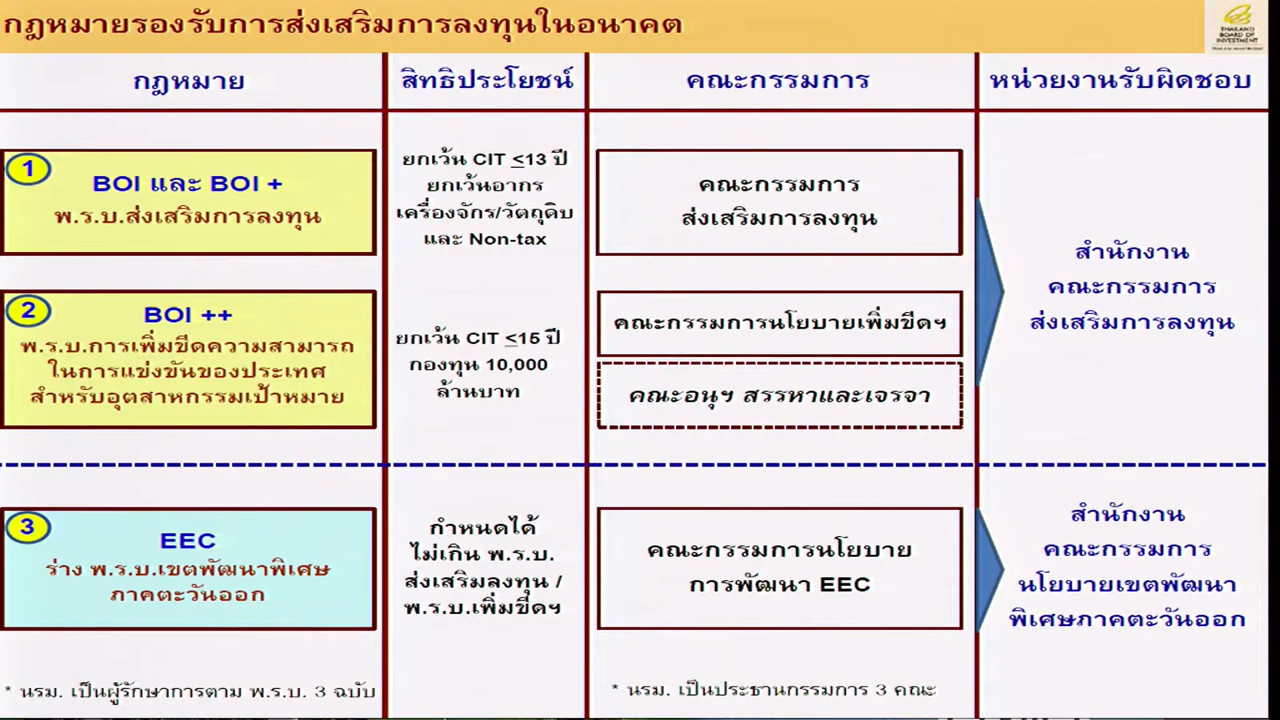 กฎหมายรองรับการส่งเสริมการลงทุนในอนาคต
THAILAND
BOARD OF
INVESTMENT
กฎหมาย
สิทธิประโยชน์
คณะกรรมการ
หน่วยงานรับผิดชอบ
1
BOI และ BOI +
พ.ร.บ.ส่งเสริมการลงทุน
ยกเว้น CIT ≤13 ปี
ยกเว้นอากร
เครื่องจักร/วัตถุดิบ
และ Non-tax
คณะกรรมการ
ส่งเสริมการลงทุน
2
BOI ++
พ.ร.บ.การเพิ่มขีดความสามารถ
ในการแข่งขันของประเทศ
สำหรับอุตสาหกรรมเป้าหมาย
ยกเว้น CIT ≤15 ปี
กองทุน 10,000
ล้านบาท
คณะกรรมการนโยบายเพิ่มขีดฯ
คณะอนุฯ สรรหาและเจรจา
สำนักงาน
คณะกรรมการ
ส่งเสริมการลงทุน
3
EEC
ร่าง พ.ร.บ.เขตพัฒนาพิเศษ
ภาคตะวันออก
กำหนดได้
ไม่เกิน พ.ร.บ.
ส่งเสริมลงทุน /
พ.ร.บ.เพิ่มขีดฯ
คณะกรรมการนโยบาย
การพัฒนา EEC
สำนักงาน
คณะกรรมการ
นโยบายเขตพัฒนา
พิเศษภาคตะวันออก
* นรม. เป็นผู้รักษาการตาม พ.ร.บ. 3 ฉบับ
* นรม. เป็นประธานกรรมการ 3 คณะ